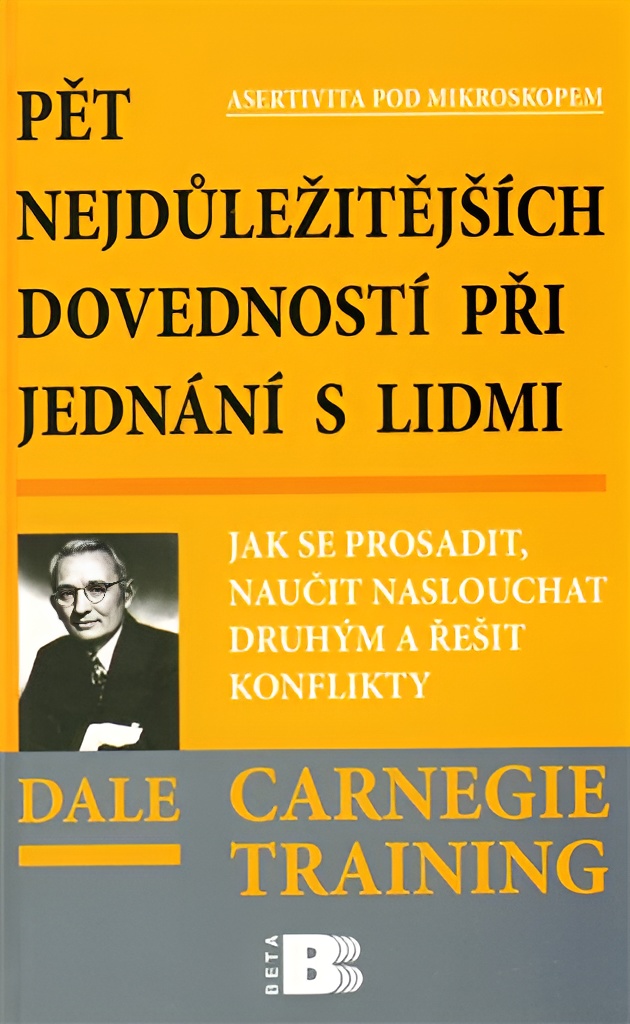 ASERTIVITA POD MIKROSKOPEM
PĚT
NEJDŮLEŽITĚJŠÍCH
DOVEDNOSTÍ PŘI
JEDNÁNÍ S LIDMI
JAK SE PROSADIT,
NAUČIT NASLOUCHAT
DRUHÝM A ŘEŠIT
KONFLIKTY
DALE CARNEGIE
TRAINING
BETA B